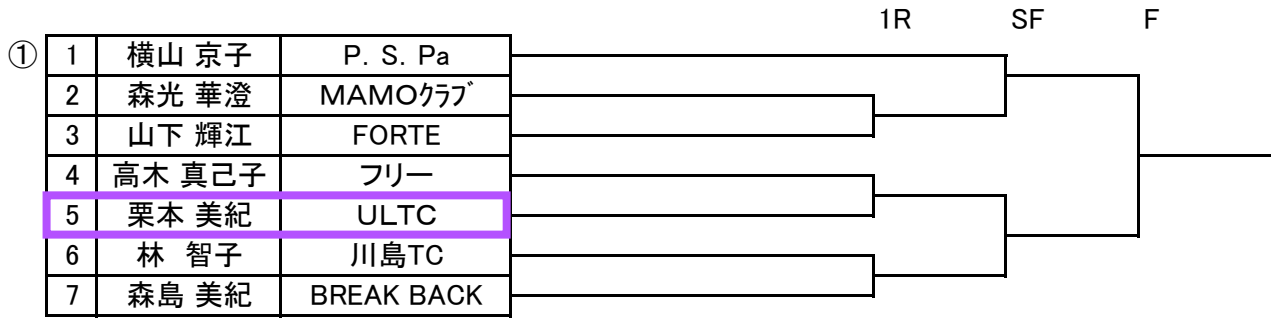 1R SF F
① 1 横山 京子 P. S. Pa
2 森光 華澄 MAMOｸﾗﾌﾞ
3 山下 輝江 FORTE
4 高木 真己子 フリー
5 栗本 美紀 ULTC
6 林　智子 川島TC
7 森島 美紀 BREAK BACK